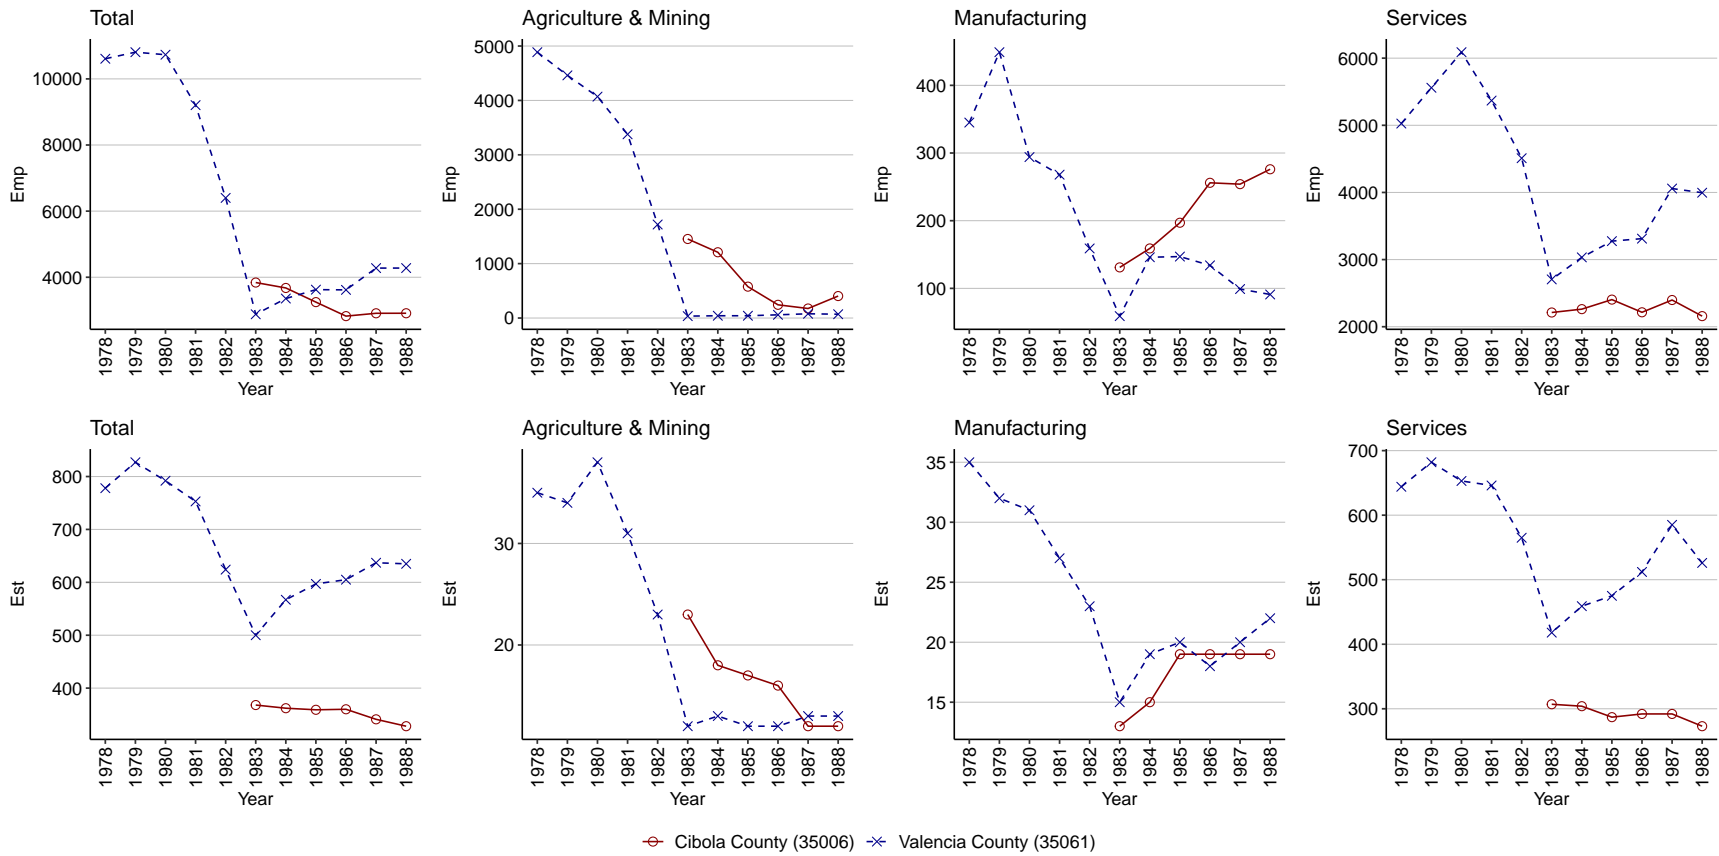 Total
Agriculture & Mining
Manufacturing
Services
Emp
10000
8000
6000
4000
1978 1979 1980 1981 1982 1983 1984 1985 1986 1987 1988
Year
Emp
5000
4000
3000
2000
1000
0
1978 1979 1980 1981 1982 1983 1984 1985 1986 1987 1988
Year
Emp
400
300
200
100
1978 1979 1980 1981 1982 1983 1984 1985 1986 1987 1988
Year
Emp
6000
5000
4000
3000
2000
1978 1979 1980 1981 1982 1983 1984 1985 1986 1987 1988
Year
Total
Agriculture & Mining
Manufacturing
Services
Est
800
700
600
500
400
1978 1979 1980 1981 1982 1983 1984 1985 1986 1987 1988
Year
Est
30
20
1978 1979 1980 1981 1982 1983 1984 1985 1986 1987 1988
Year
Est
35
30
25
20
15
1978 1979 1980 1981 1982 1983 1984 1985 1986 1987 1988
Year
Est
700
600
500
400
300
1978 1979 1980 1981 1982 1983 1984 1985 1986 1987 1988
Year
Cibola County (35006) Valencia County (35061)